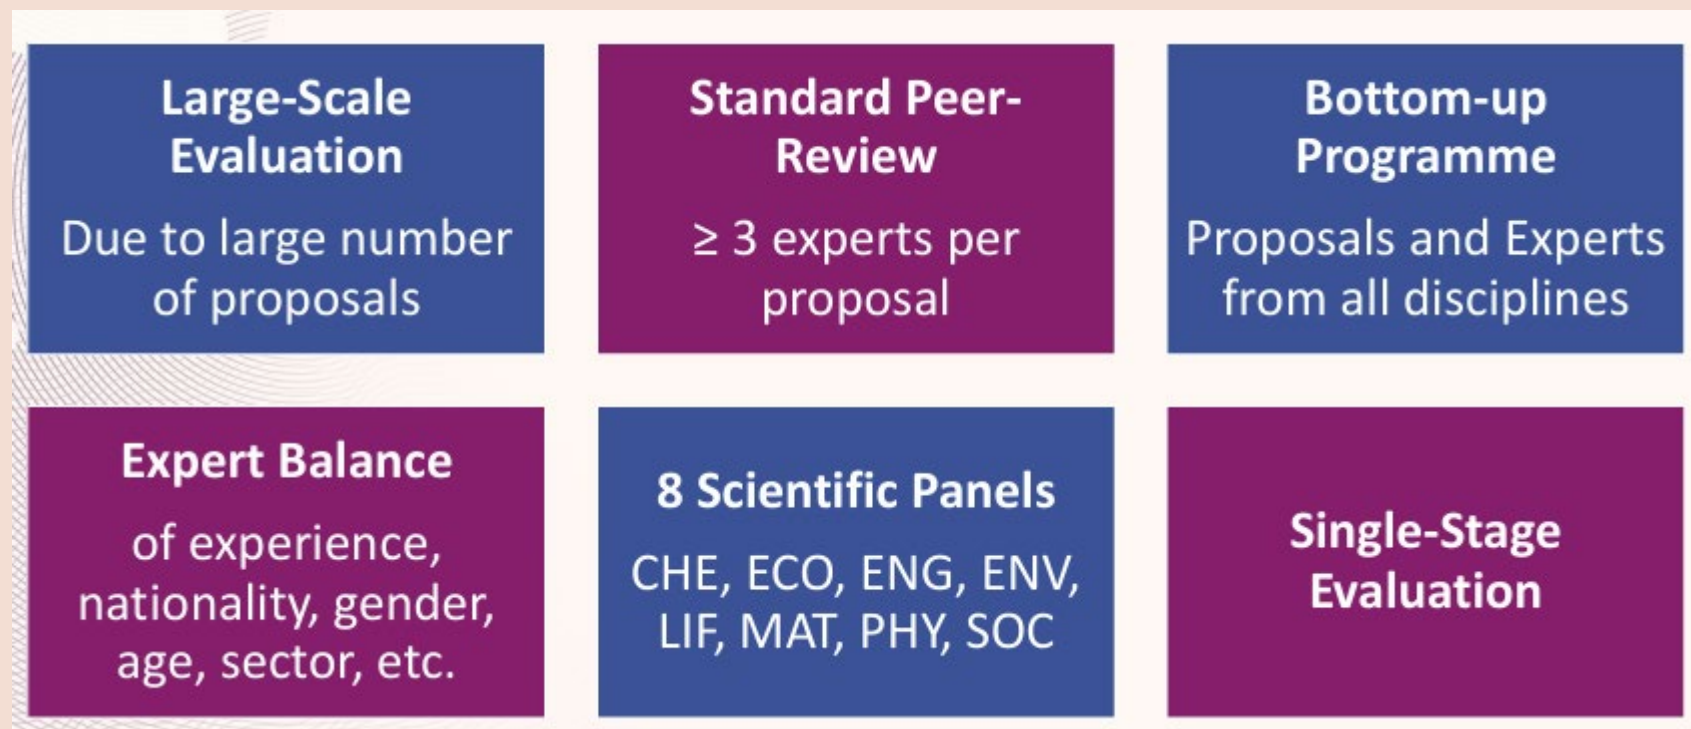 Large-Scale
Evaluation
Due to large number
of proposals
Standard Peer-
Review
≥ 3 experts per
proposal
Bottom-up
Programme
Proposals and Experts
from all disciplines
Expert Balance
of experience,
nationality, gender,
age, sector, etc.
8 Scientific Panels
CHE, ECO, ENG, ENV,
LIF, MAT, PHY, SOC
Single-Stage
Evaluation